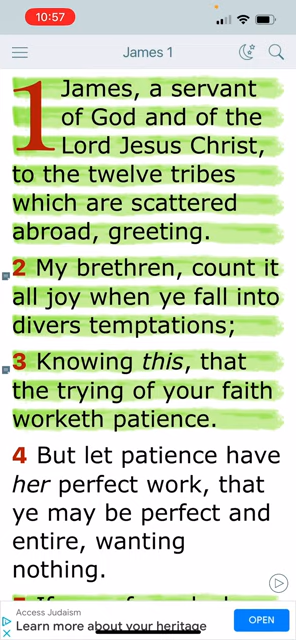 10:57
James 1
1 James, a servant
of God and of the
Lord Jesus Christ,
to the twelve tribes
which are scattered
abroad, greeting.
2 My brethren, count it
all joy when ye fall into
divers temptations;
3 Knowing this, that
the trying of your faith
worketh patience.
4 But let patience have
her perfect work, that
ye may be perfect and
entire, wanting
nothing.
Access Judaism
Learn more about your heritage
OPEN